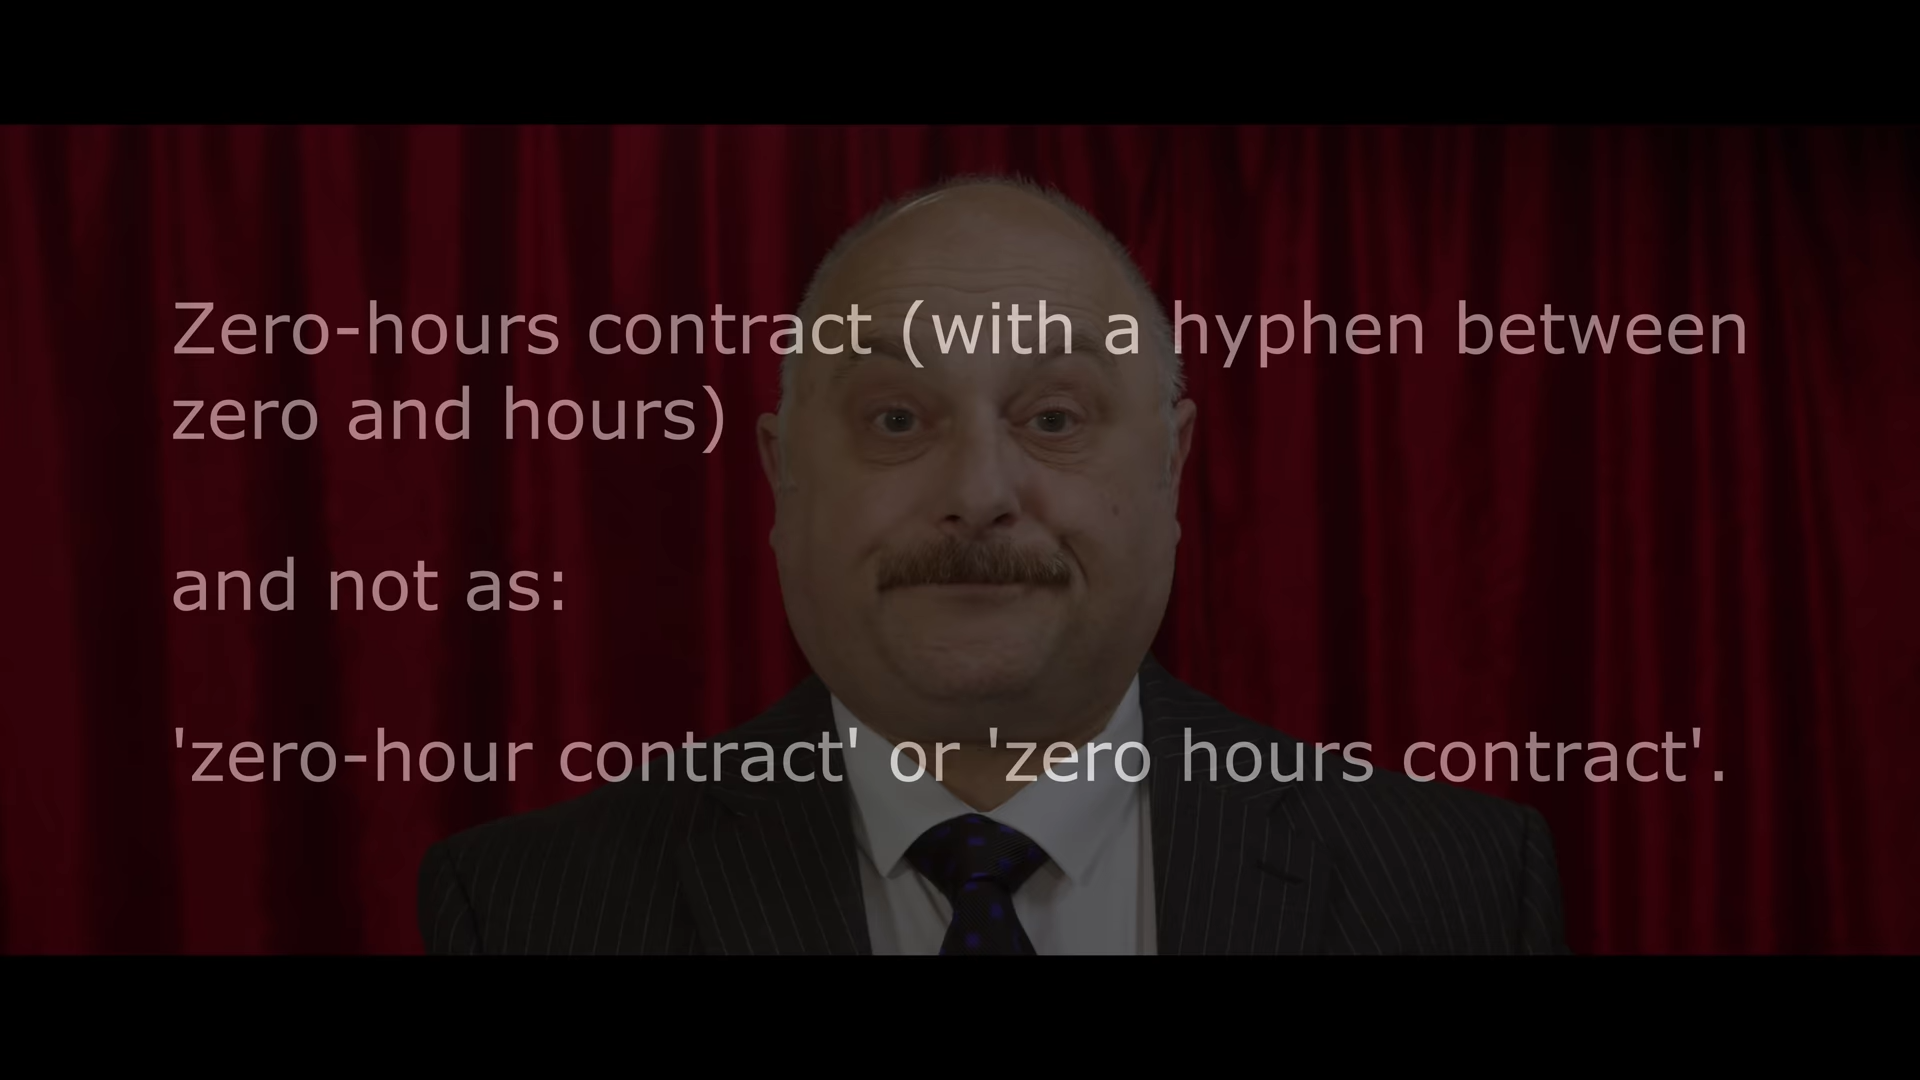 Zero-hours contract (with a hyphen between
zero and hours)
and not as:
'zero-hour contract' or 'zero hours contract'.